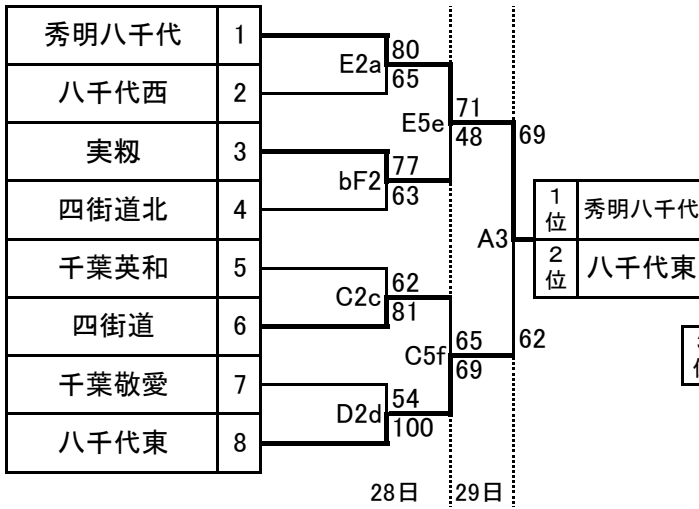 秀明八千代 1
八千代西 2
実籾 3
四街道北 4
千葉英和 5
四街道 6
千葉敬愛 7
八千代東 8
E2a 80
65
bF2 77
63
C2c 62
81
D2d 54
100
E5e 71
48
C5f 65
69
69
A3
62
1位 秀明八千代
2位 八千代東
28日 29日